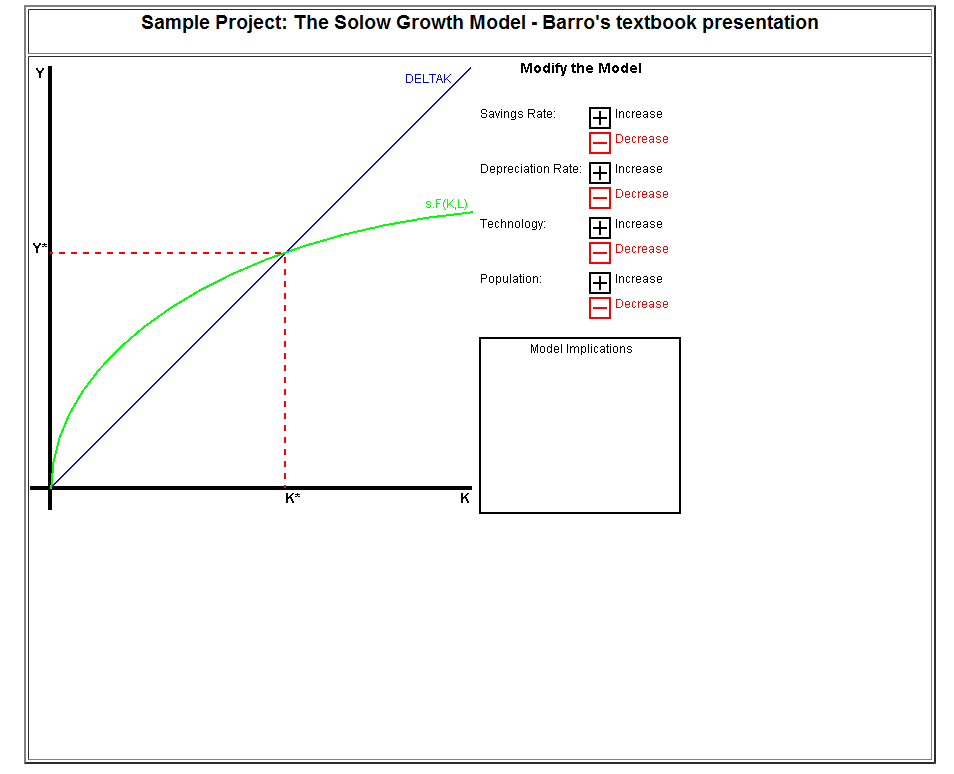 Sample Project: The Solow Growth Model - Barro's textbook presentation
Y
DELTAK
s.F(K,L)
Y*
K*
K
Modify the Model
Savings Rate:
Increase
Decrease
Depreciation Rate:
Increase
Decrease
Technology:
Increase
Decrease
Population:
Increase
Decrease
Model Implications